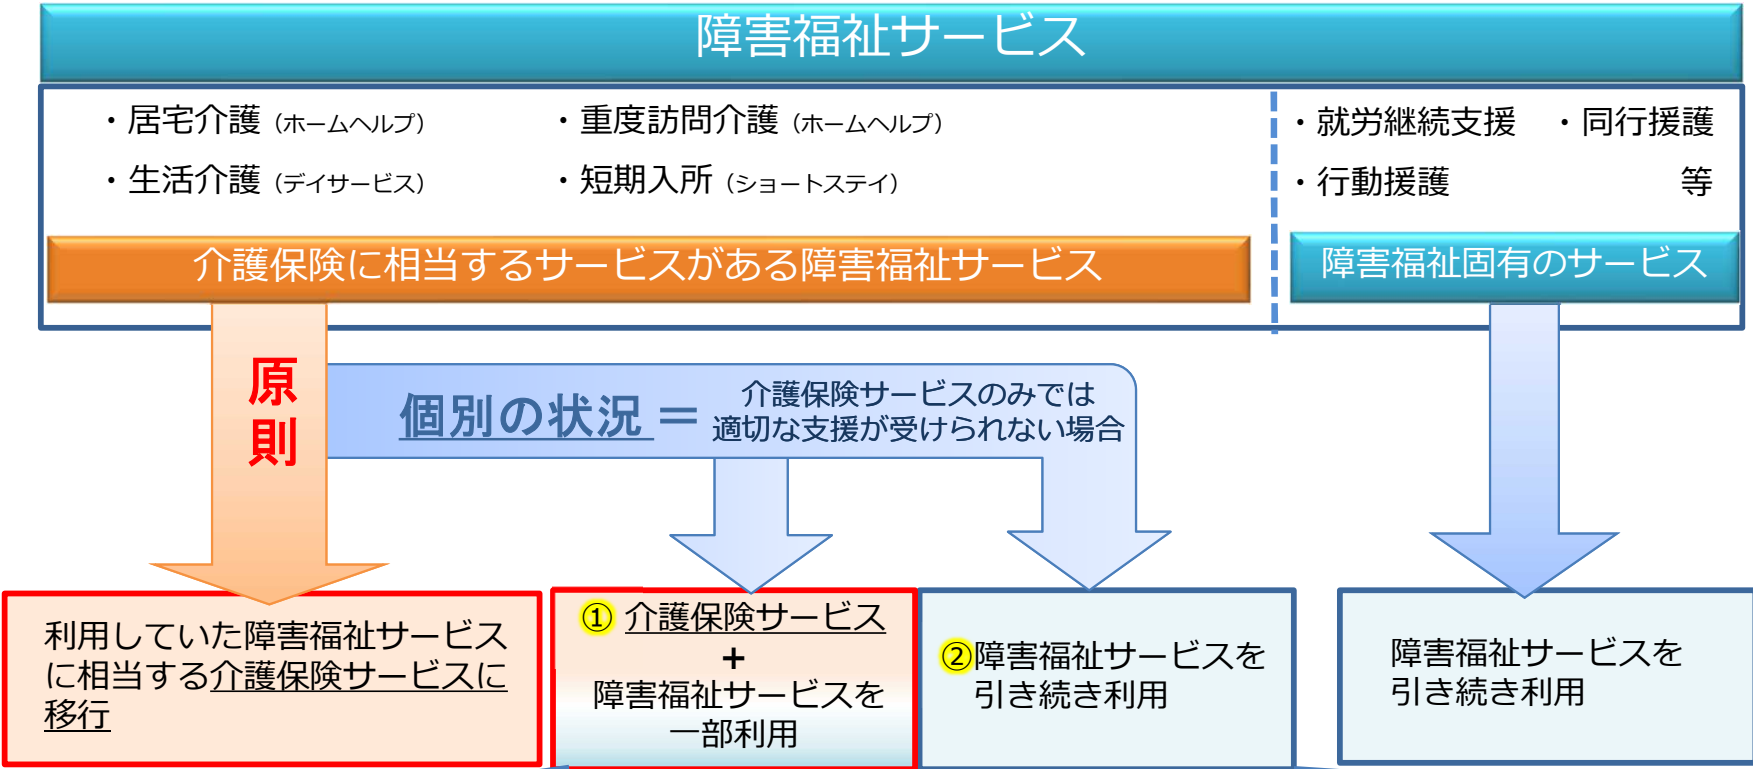 障害福祉サービス
・居宅介護（ホームヘルプ）
・重度訪問介護（ホームヘルプ）
・生活介護（デイサービス）
・短期入所（ショートステイ）
・就労継続支援　・同行援護
・行動援護　等
介護保険に相当するサービスがある障害福祉サービス
障害福祉固有のサービス
原
則
個別の状況＝
介護保険サービスのみでは
適切な支援が受けられない場合
利用していた障害福祉サービス
に相当する介護保険サービスに
移行
① 介護保険サービス
+
障害福祉サービスを
一部利用
②障害福祉サービスを
引き続き利用
障害福祉サービスを
引き続き利用